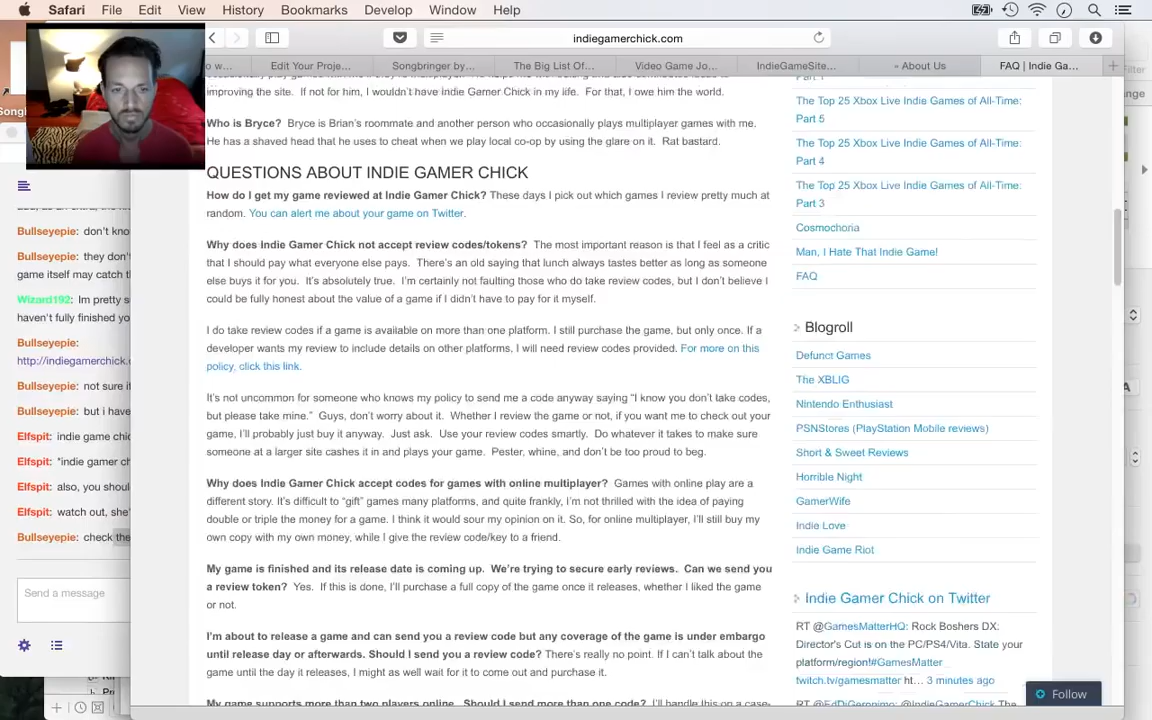 Safari File Edit View History Bookmarks Develop Window Help
indiegamerchick.com
Edit Your Proje... Songbringer by... The Big List Of... Video Game Jo... IndieGameSite... « About Us FAQ | Indie Ga...
improving the site. If not for him, I wouldn't have Indie Gamer Chick in my life. For that, I owe him the world.
Who is Bryce? Bryce is Brian's roommate and another person who occasionally plays multiplayer games with me.
He has a shaved head that he uses to cheat when we play local co-op by using the glare on it. Rat bastard.
QUESTIONS ABOUT INDIE GAMER CHICK
How do I get my game reviewed at Indie Gamer Chick? These days I pick out which games I review pretty much at
random. You can alert me about your game on Twitter.
Why does Indie Gamer Chick not accept review codes/tokens? The most important reason is that I feel as a critic
that I should pay what everyone else pays. There's an old saying that lunch always tastes better as long as someone
else buys it for you. It's absolutely true. I'm certainly not faulting those who do take review codes, but I don't believe I
could be fully honest about the value of a game if I didn't have to pay for it myself.
I do take review codes if a game is available on more than one platform. I still purchase the game, but only once. If a
developer wants my review to include details on other platforms, I will need review codes provided. For more on this
policy, click this link.
It's not uncommon for someone who knows my policy to send me a code anyway saying "I know you don't take codes,
but please take mine." Guys, don't worry about it. Whether I review the game or not, if you want me to check out your
game, I'll probably just buy it anyway. Just ask. Use your review codes smartly. Do whatever it takes to make sure
someone at a larger site cashes it in and plays your game. Pester, whine, and don't be too proud to beg.
Why does Indie Gamer Chick accept codes for games with online multiplayer? Games with online play are a
different story. It's difficult to "gift" games many platforms, and quite frankly, I'm not thrilled with the idea of paying
double or triple the money for a game. I think it would sour my opinion on it. So, for online multiplayer, I'll still buy my
own copy with my own money, while I give the review code/key to a friend.
My game is finished and its release date is coming up. We're trying to secure early reviews. Can we send you
a review token? Yes. If this is done, I'll purchase a full copy of the game once it releases, whether I liked the game
or not.
I'm about to release a game and can send you a review code but any coverage of the game is under embargo
until release day or afterwards. Should I send you a review code? There's really no point. If I can't talk about the
game until the day it releases, I might as well wait for it to come out and purchase it.
My game supports more than two players online. Should I send more than one code? I'll handle this on a case-
Part 1
The Top 25 Xbox Live Indie Games of All-Time:
Part 5
The Top 25 Xbox Live Indie Games of All-Time:
Part 4
The Top 25 Xbox Live Indie Games of All-Time:
Part 3
Cosmochoria
Man, I Hate That Indie Game!
FAQ
Blogroll
Defunct Games
The XBLIG
Nintendo Enthusiast
PSNStores (PlayStation Mobile reviews)
Short & Sweet Reviews
Horrible Night
GamerWife
Indie Love
Indie Game Riot
Indie Gamer Chick on Twitter
RT @GamesMatterHQ: Rock Boshers DX:
Director's Cut is on the PC/PS4/Vita. State your
platform/region!#GamesMatter
twitch.tv/gamesmatter ht... 3 minutes ago
RT @EdDiGeronimo: @IndieGamerChick The
Follow
Bullseyepie: don't kno
Bullseyepie: they don'
game itself may catch t
Wizard192: Im pretty s
haven't fully finished yo
Bullseyepie:
http://indiegamerchick.
Bullseyepie: not sure i
Bullseyepie: but i have
Elfspit: indie game chi
Elfspit: *indie gamer ch
Elfspit: also, you shoul
Elfspit: watch out, she'
Bullseyepie: check the
Send a message